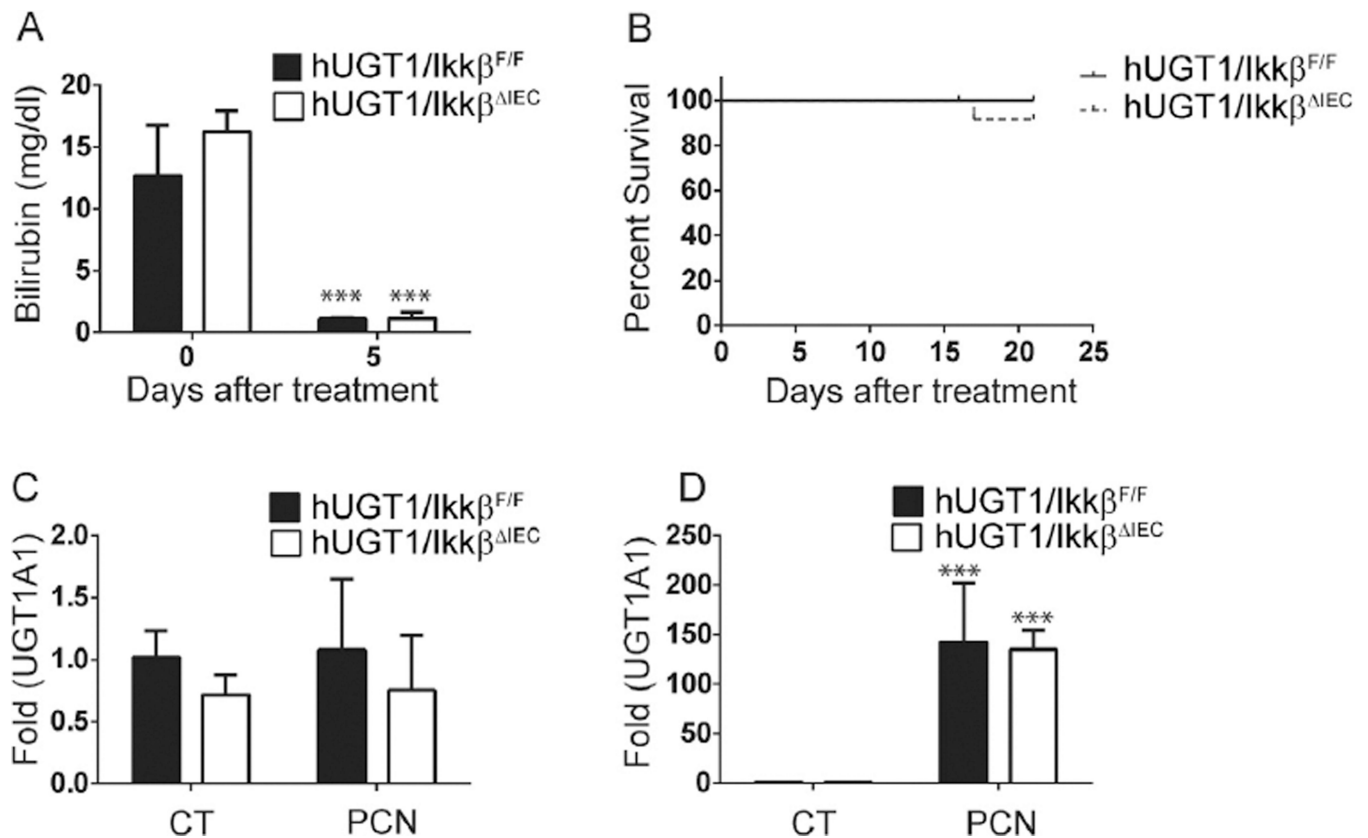 A
hUGT1/Ikkβ^F/F
hUGT1/Ikkβ^ΔIEC
Bilirubin (mg/dl)
20
15
10
5
0
*** ***
0 5
Days after treatment
B
hUGT1/Ikkβ^F/F
hUGT1/Ikkβ^ΔIEC
Percent Survival
100
80
60
40
20
0
0 5 10 15 20 25
Days after treatment
C
hUGT1/Ikkβ^F/F
hUGT1/Ikkβ^ΔIEC
Fold (UGT1A1)
2.0
1.5
1.0
0.5
0.0
CT PCN
D
hUGT1/Ikkβ^F/F
hUGT1/Ikkβ^ΔIEC
Fold (UGT1A1)
250
200
150
100
50
0
***
***
CT PCN